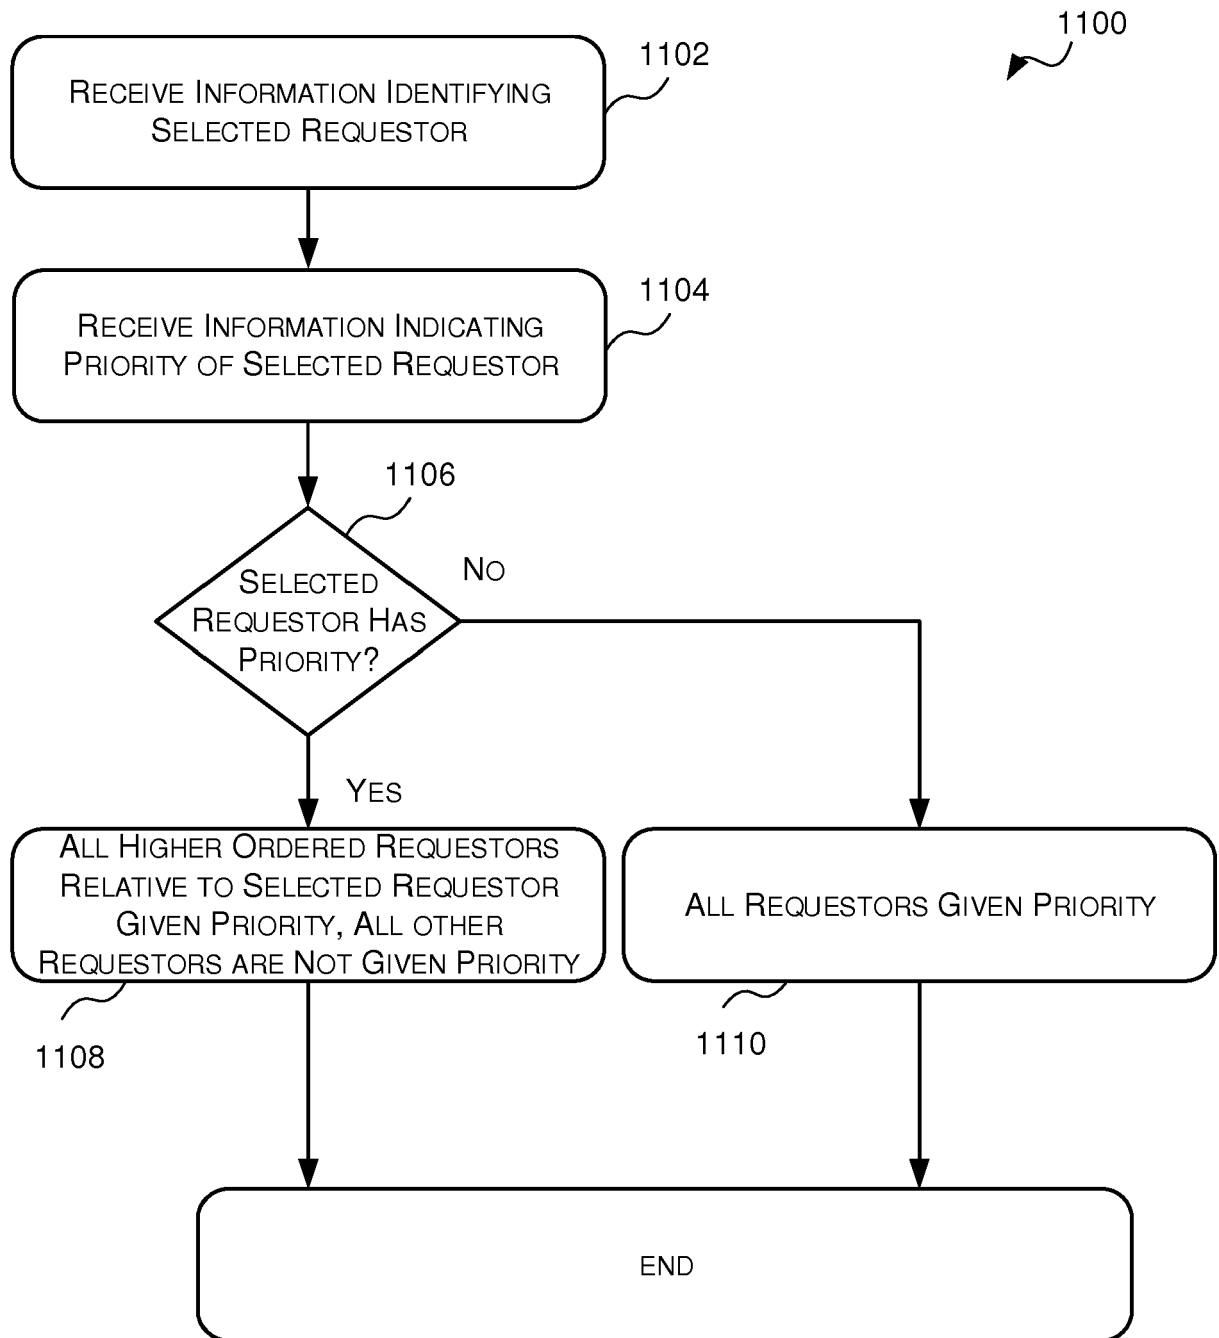 1100
1102
RECEIVE INFORMATION IDENTIFYING
SELECTED REQUESTOR
1104
RECEIVE INFORMATION INDICATING
PRIORITY OF SELECTED REQUESTOR
1106
SELECTED
REQUESTOR HAS
PRIORITY?
NO
YES
ALL HIGHER ORDERED REQUESTORS
RELATIVE TO SELECTED REQUESTOR
GIVEN PRIORITY, ALL OTHER
REQUESTORS ARE NOT GIVEN PRIORITY
1108
ALL REQUESTORS GIVEN PRIORITY
1110
END